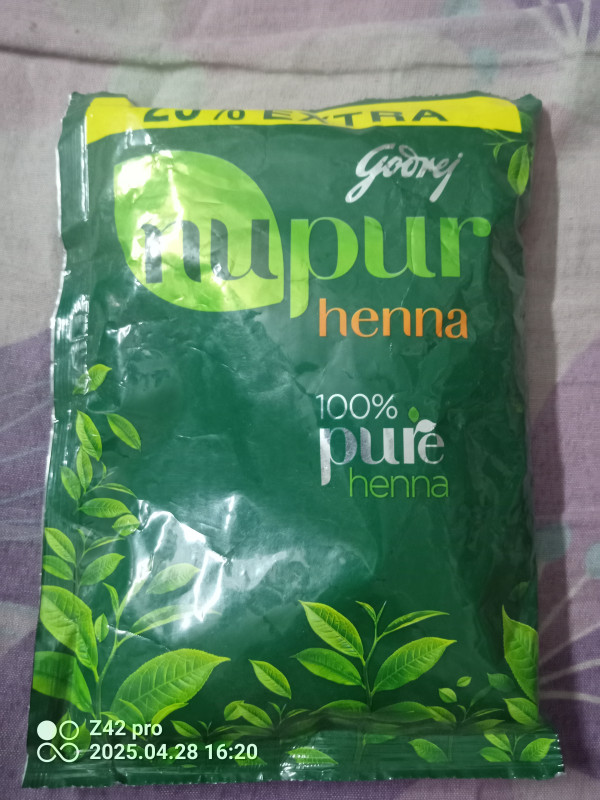 20% EXTRA
Godrej
nupur
henna
100%
pure
henna
Z42 pro
2025.04.28 16:20